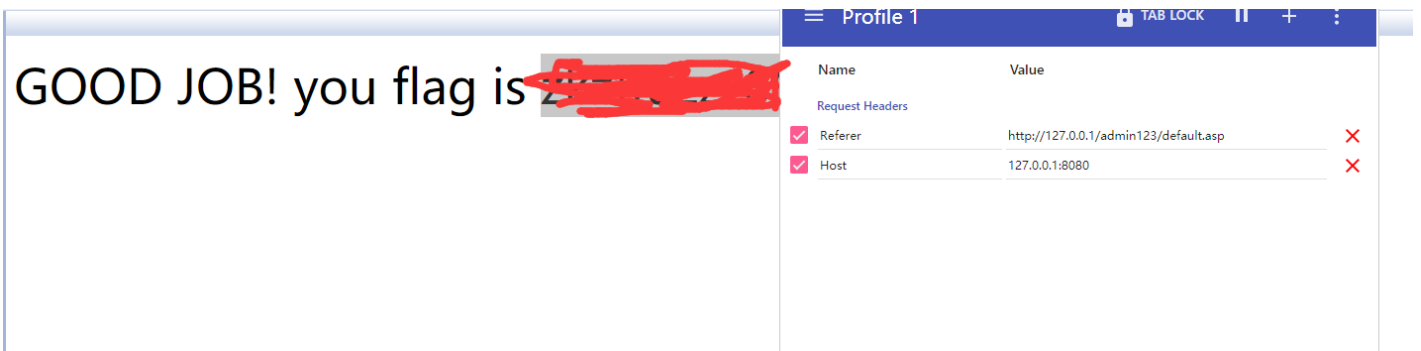 Profile 1
TAB LOCK
GOOD JOB! you flag is
Name Value
Request Headers
Referer http://127.0.0.1/admin123/default.asp
Host 127.0.0.1:8080